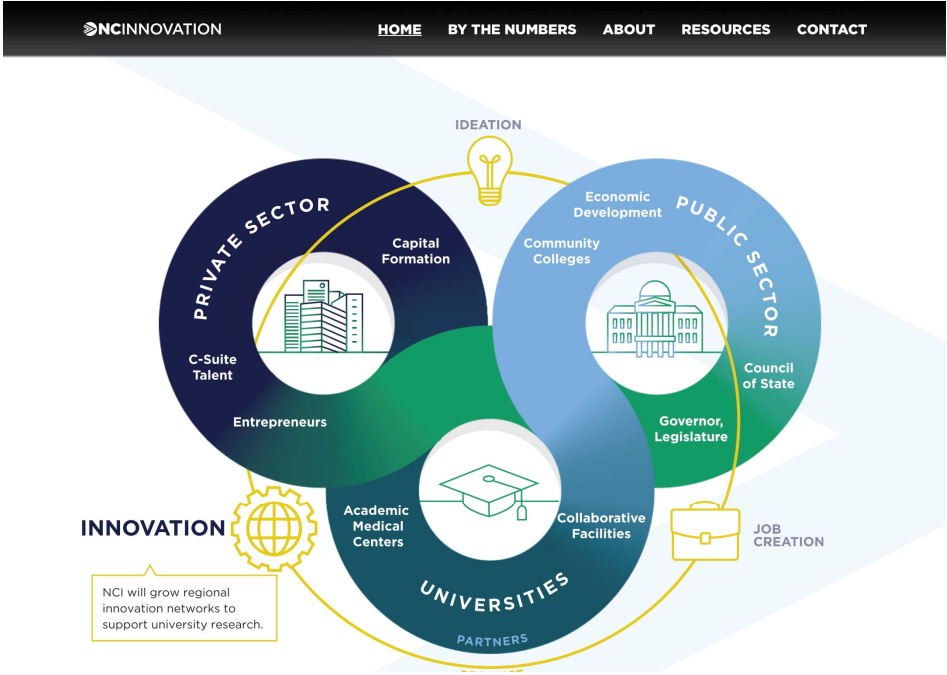 NCINNOVATION
HOME BY THE NUMBERS ABOUT RESOURCES CONTACT
IDEATION
PRIVATE SECTOR
Capital
Formation
C-Suite
Talent
Entrepreneurs
Economic
Development
PUBLIC SECTOR
Community
Colleges
Council
of State
Governor,
Legislature
INNOVATION
NCI will grow regional
innovation networks to
support university research.
Academic
Medical
Centers
Collaborative
Facilities
UNIVERSITIES
PARTNERS
JOB
CREATION